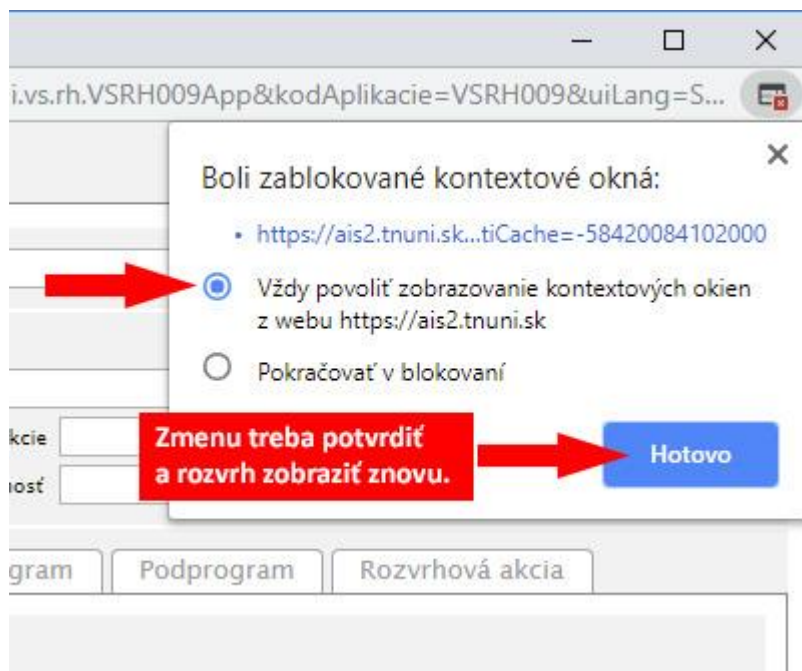 i.vs.rh.VSRH009App&kodAplikacie=VSRH009&uiLang=S...
Boli zablokované kontextové okná:
https://ais2.tnuni.sk...tiCache=-58420084102000
Vždy povoliť zobrazovanie kontextových okien
z webu https://ais2.tnuni.sk
Pokračovať v blokovaní
kcie
Zmenu treba potvrdiť
a rozvrh zobraziť znovu.
Hotovo
nosť
gram Podprogram Rozvrhová akcia